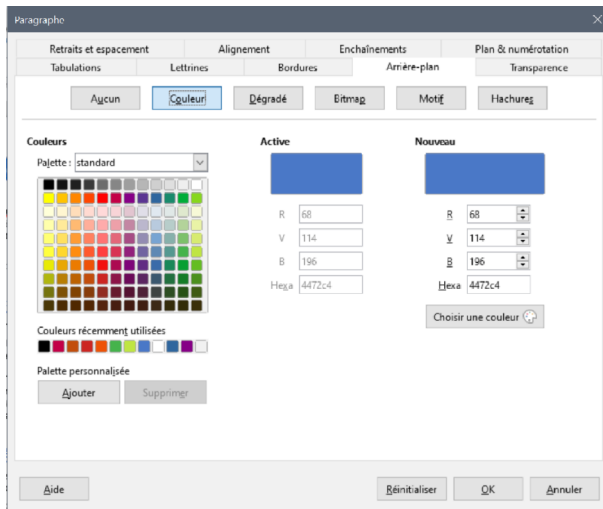 Paragraphe
Retraits et espacement Alignement Enchaînements Plan & numérotation
Tabulations Lettrines Bordures Arrière-plan Transparence
Aucun Couleur Dégradé Bitmap Motif Hachures
Couleurs Active Nouveau
Palette : standard
R 68 R 68
V 114 V 114
B 196 B 196
Hexa 4472c4 Hexa 4472c4
Choisir une couleur
Couleurs récemment utilisées
Palette personnalisée
Ajouter Supprimer
Aide Réinitialiser OK Annuler